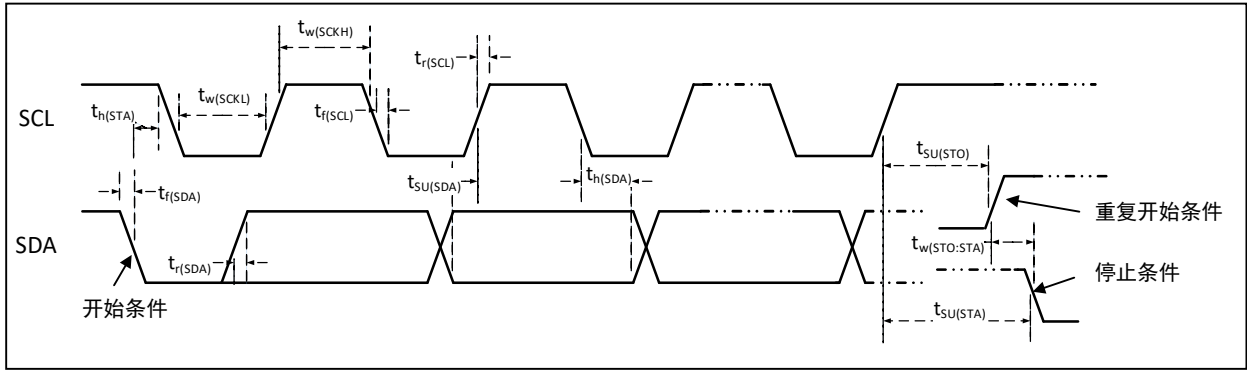 tw(SCKH)
tr(SCL)
tw(SCKL)
th(STA)
tf(SCL)
SCL
tSU(STO)
tSU(SDA)
th(SDA)
tf(SDA)
重复开始条件
SDA
tw(STO:STA)
tr(SDA)
停止条件
开始条件
tSU(STA)